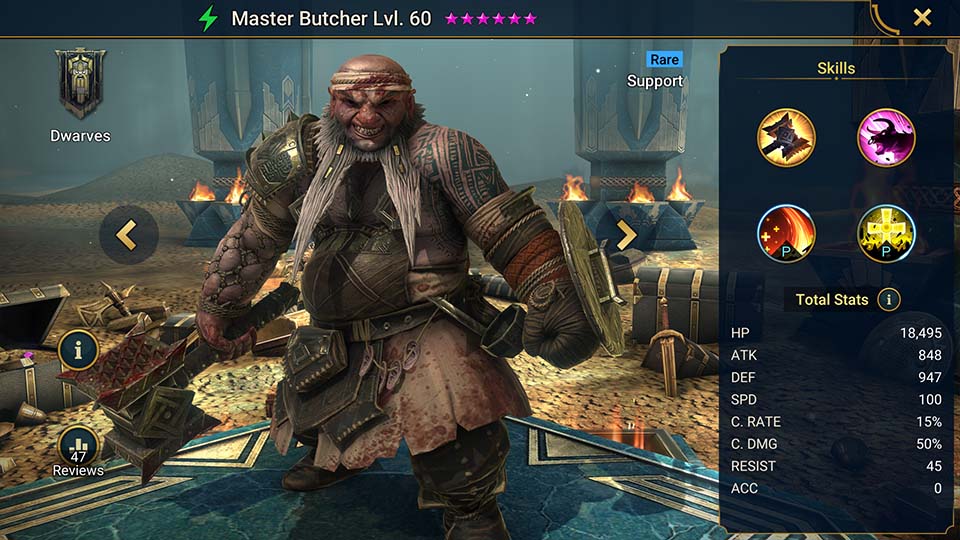 Master Butcher Lvl. 60
Rare
Support
Dwarves
Skills
P
P
Total Stats i
HP 18,495
ATK 848
DEF 947
SPD 100
C. RATE 15%
C. DMG 50%
RESIST 45
ACC 0
i
47
Reviews